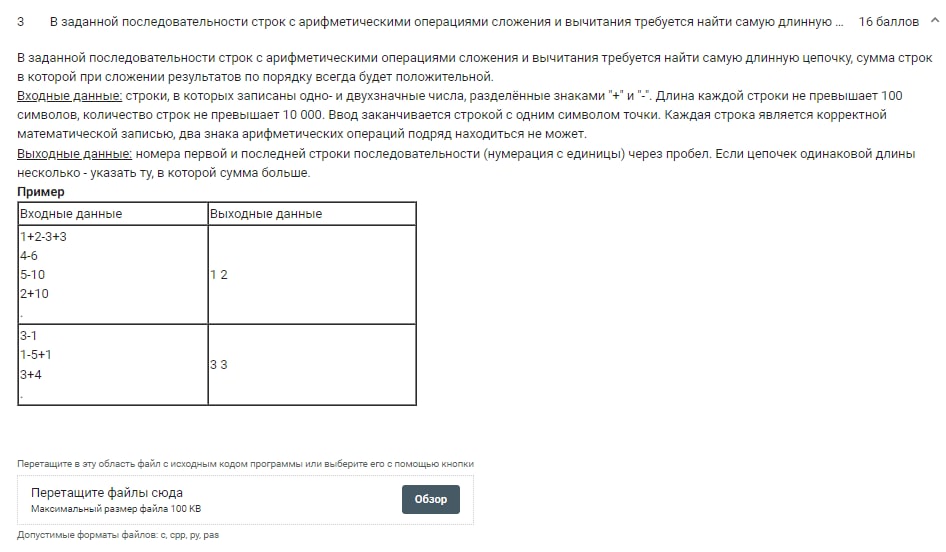 3 В заданной последовательности строк с арифметическими операциями сложения и вычитания требуется найти самую длинную ... 16 баллов
В заданной последовательности строк с арифметическими операциями сложения и вычитания требуется найти самую длинную цепочку, сумма строк
в которой при сложении результатов по порядку всегда будет положительной.
Входные данные: строки, в которых записаны одно- и двухзначные числа, разделённые знаками "+" и "-". Длина каждой строки не превышает 100
символов, количество строк не превышает 10 000. Ввод заканчивается строкой с одним символом точки. Каждая строка является корректной
математической записью, два знака арифметических операций подряд находиться не может.
Выходные данные: номера первой и последней строки последовательности (нумерация с единицы) через пробел. Если цепочек одинаковой длины
несколько - указать ту, в которой сумма больше.
Пример
Входные данные Выходные данные
1+2-3+3
4-6
5-10
2+10
.
1 2
3-1
1-5+1
3+4
.
3 3
Перетащите в эту область файл с исходным кодом программы или выберите его с помощью кнопки
Перетащите файлы сюда
Максимальный размер файла 100 KB
Обзор
Допустимые форматы файлов: c, cpp, py, pas